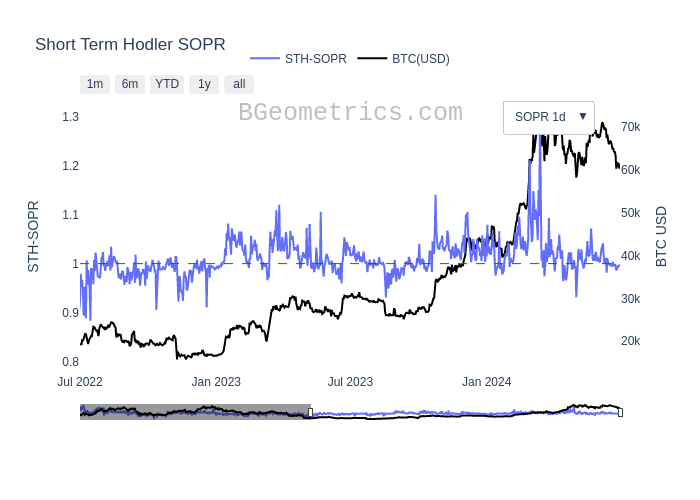 Short Term Hodler SOPR
STH-SOPR
BTC(USD)
1m
6m
YTD
1y
all
BGeometrics.com
SOPR 1d ▼
1.3
1.2
1.1
1
0.9
0.8
STH-SOPR
70k
60k
50k
40k
30k
20k
BTC USD
Jul 2022
Jan 2023
Jul 2023
Jan 2024